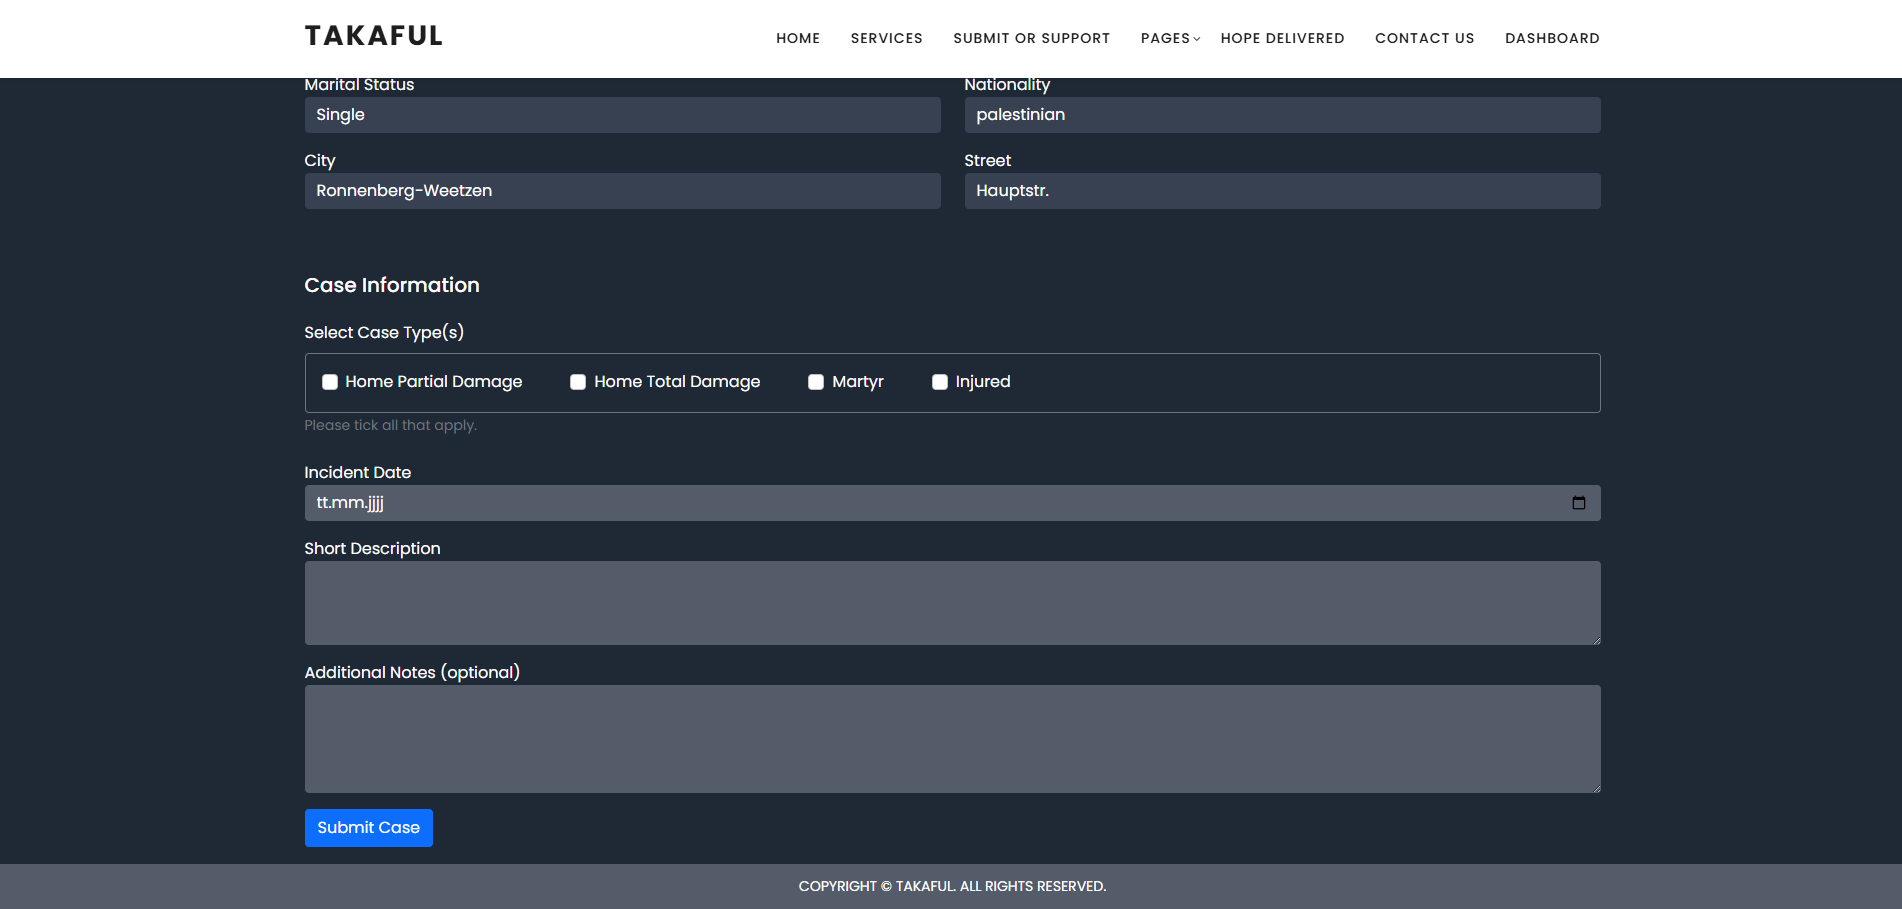 TAKAFUL
HOME SERVICES SUBMIT OR SUPPORT PAGES HOPE DELIVERED CONTACT US DASHBOARD
Marital Status Nationality
Single palestinian
City Street
Ronnenberg-Weetzen Hauptstr.
Case Information
Select Case Type(s)
Home Partial Damage Home Total Damage Martyr Injured
Please tick all that apply.
Incident Date
tt.mm.jjjj
Short Description
Additional Notes (optional)
Submit Case
COPYRIGHT © TAKAFUL. ALL RIGHTS RESERVED.